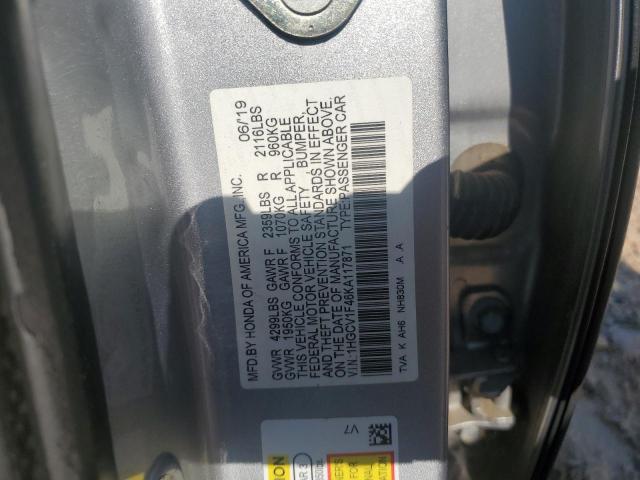 MFD.BY HONDA OF AMERICA MFG.,INC. 06/19
GVWR 4299LBS GAWR F 2359LBS R 2116LBS
GVWR 1950KG GAWR F 1070KG R 960KG
THIS VEHICLE CONFORMS TO ALL APPLICABLE
FEDERAL MOTOR VEHICLE SAFETY, BUMPER,
AND THEFT PREVENTION STANDARDS IN EFFECT
ON THE DATE OF MANUFACTURE SHOWN ABOVE.
V.I.N.:1HGCV1F46KA117871 TYPE:PASSENGER CAR
TVA K AH6 NH830M A A
V7